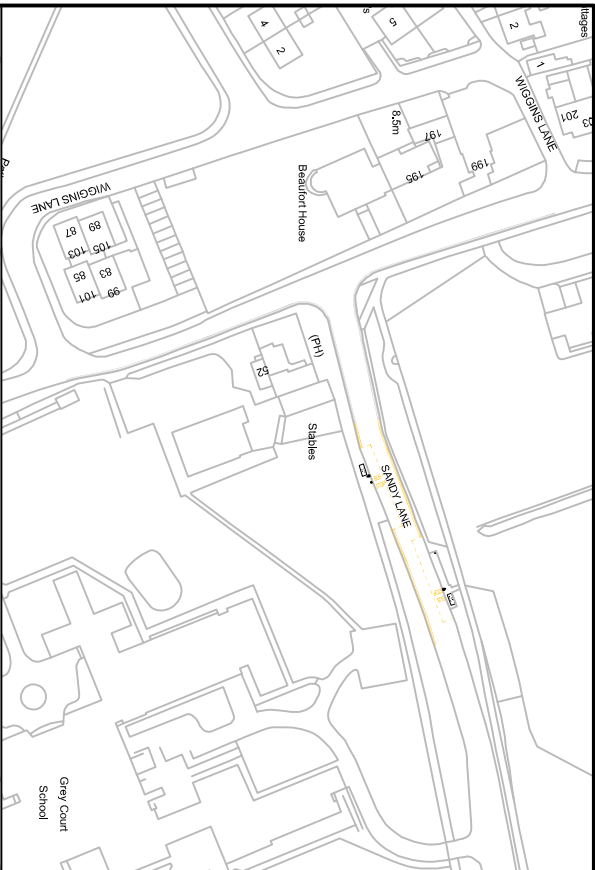 ttages
4
2
5
s
2
1
WIGGINS LANE
201
8.5m
197
199
195
WIGGINS LANE
Beaufort House
87
89
103
105
85
83
101
99
(PH)
52
Stables
SANDY LANE
Grey Court
School